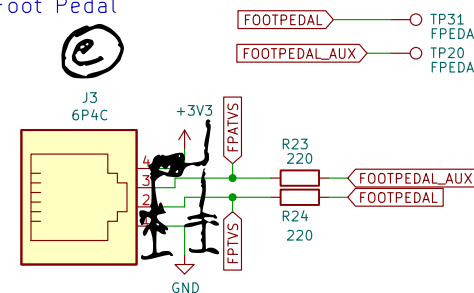 Foot Pedal
FOOTPEDAL
TP31
FPEDA
FOOTPEDAL_AUX
TP20
FPEDA
J3
6P4C
+3V3
FPATVS
R23
220
4
3
FOOTPEDAL_AUX
2
FOOTPEDAL
1
R24
220
FPTVS
GND